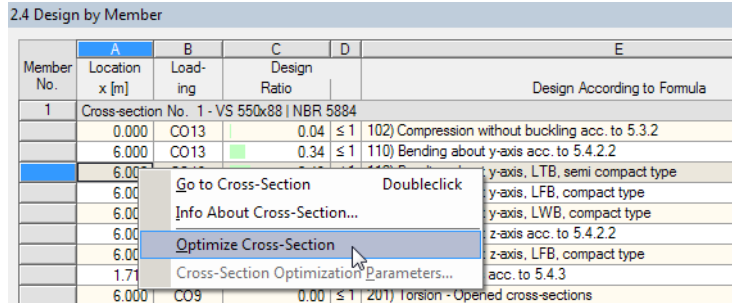 2.4 Design by Member
A B C D E
Member Location Load- Design
No. x [m] ing Ratio Design According to Formula
1 Cross-section No. 1 - VS 550x88 | NBR 5884
0.000 CO13 0.04 ≤ 1 102) Compression without buckling acc. to 5.3.2
6.000 CO13 0.34 ≤ 1 110) Bending about y-axis acc. to 5.4.2.2
y-axis, LTB, semi compact type
Go to Cross-Section Doubleclick
6.00 y-axis, LFB, compact type
Info About Cross-Section...
6.00 y-axis, LWB, compact type
6.00 z-axis acc. to 5.4.2.2
Optimize Cross-Section
6.00 z-axis, LFB, compact type
1.71 acc. to 5.4.3
Cross-Section Optimization Parameters...
6.000 CO9 0.00 ≤ 1 201) Torsion - Opened cross-sections